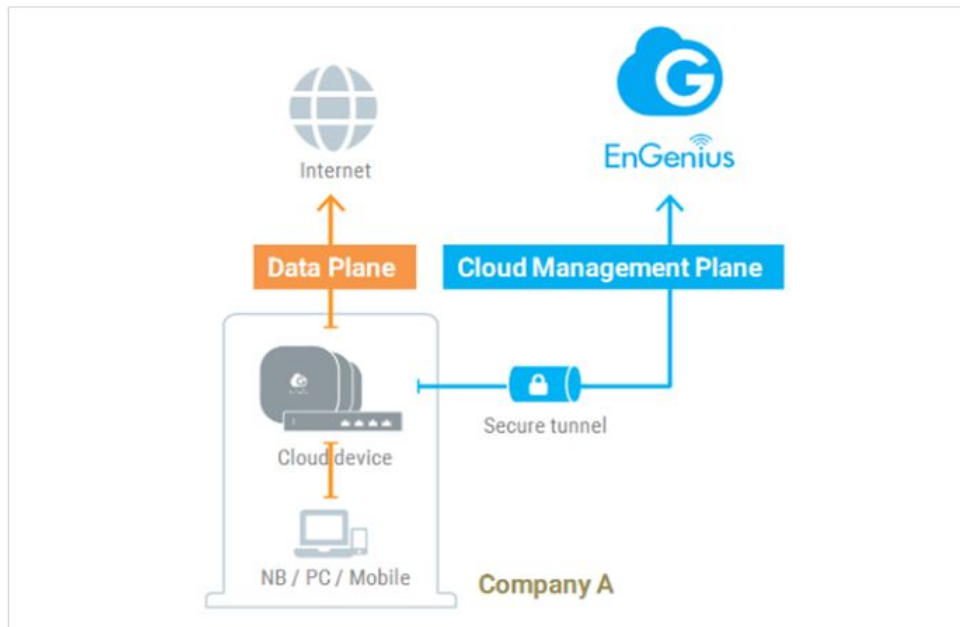 Internet
EnGenius
Data Plane
Cloud Management Plane
Secure tunnel
Cloud device
NB / PC / Mobile
Company A